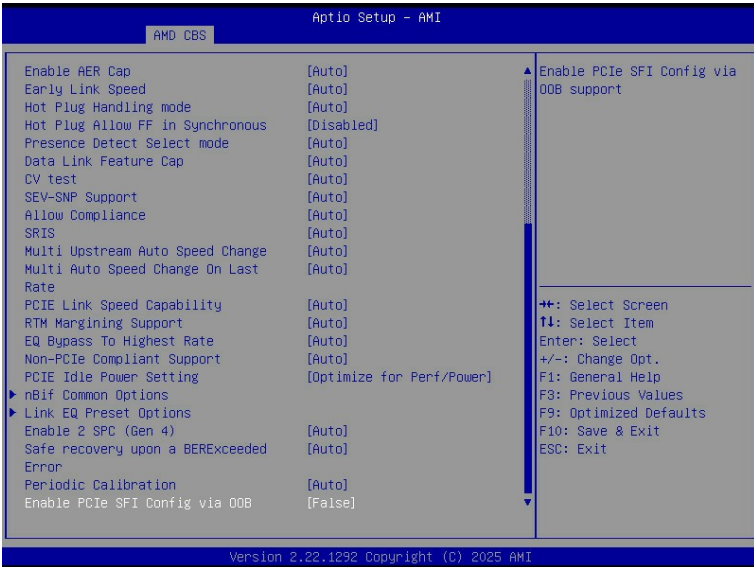 Aptio Setup – AMI
AMD CBS
Enable AER Cap [Auto]
Early Link Speed [Auto]
Hot Plug Handling mode [Auto]
Hot Plug Allow FF in Synchronous [Disabled]
Presence Detect Select mode [Auto]
Data Link Feature Cap [Auto]
CV test [Auto]
SEV-SNP Support [Auto]
Allow Compliance [Auto]
SRIS [Auto]
Multi Upstream Auto Speed Change [Auto]
Multi Auto Speed Change On Last [Auto]
Rate
PCIE Link Speed Capability [Auto]
RTM Margining Support [Auto]
EQ Bypass To Highest Rate [Auto]
Non-PCIe Compliant Support [Auto]
PCIE Idle Power Setting [Optimize for Perf/Power]
nBif Common Options
Link EQ Preset Options
Enable 2 SPC (Gen 4) [Auto]
Safe recovery upon a BERExceeded [Auto]
Error
Periodic Calibration [Auto]
Enable PCIe SFI Config via OOB [False]
Enable PCIe SFI Config via
OOB support
→←: Select Screen
↑↓: Select Item
Enter: Select
+/-: Change Opt.
F1: General Help
F3: Previous Values
F9: Optimized Defaults
F10: Save & Exit
ESC: Exit
Version 2.22.1292 Copyright (C) 2025 AMI